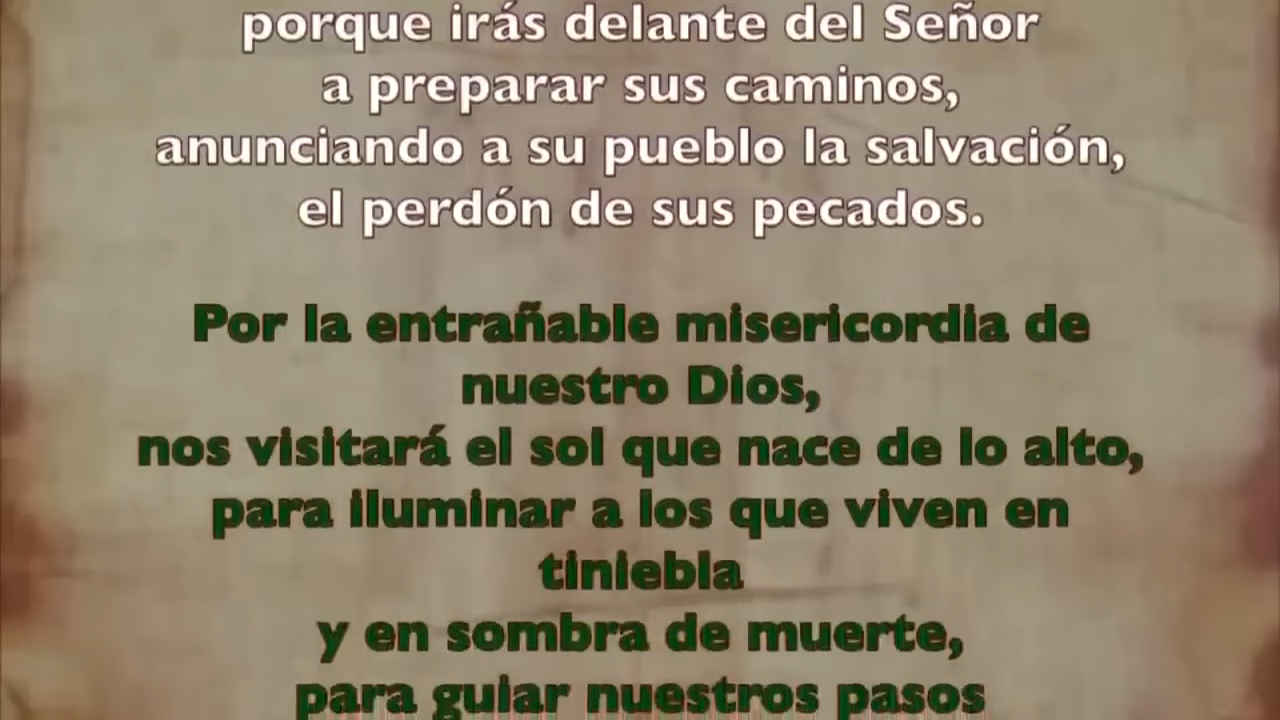 porque irás delante del Señor
a preparar sus caminos,
anunciando a su pueblo la salvación,
el perdón de sus pecados.
Por la entrañable misericordia de
nuestro Dios,
nos visitará el sol que nace de lo alto,
para iluminar a los que viven en
tiniebla
y en sombra de muerte,
para guiar nuestros pasos